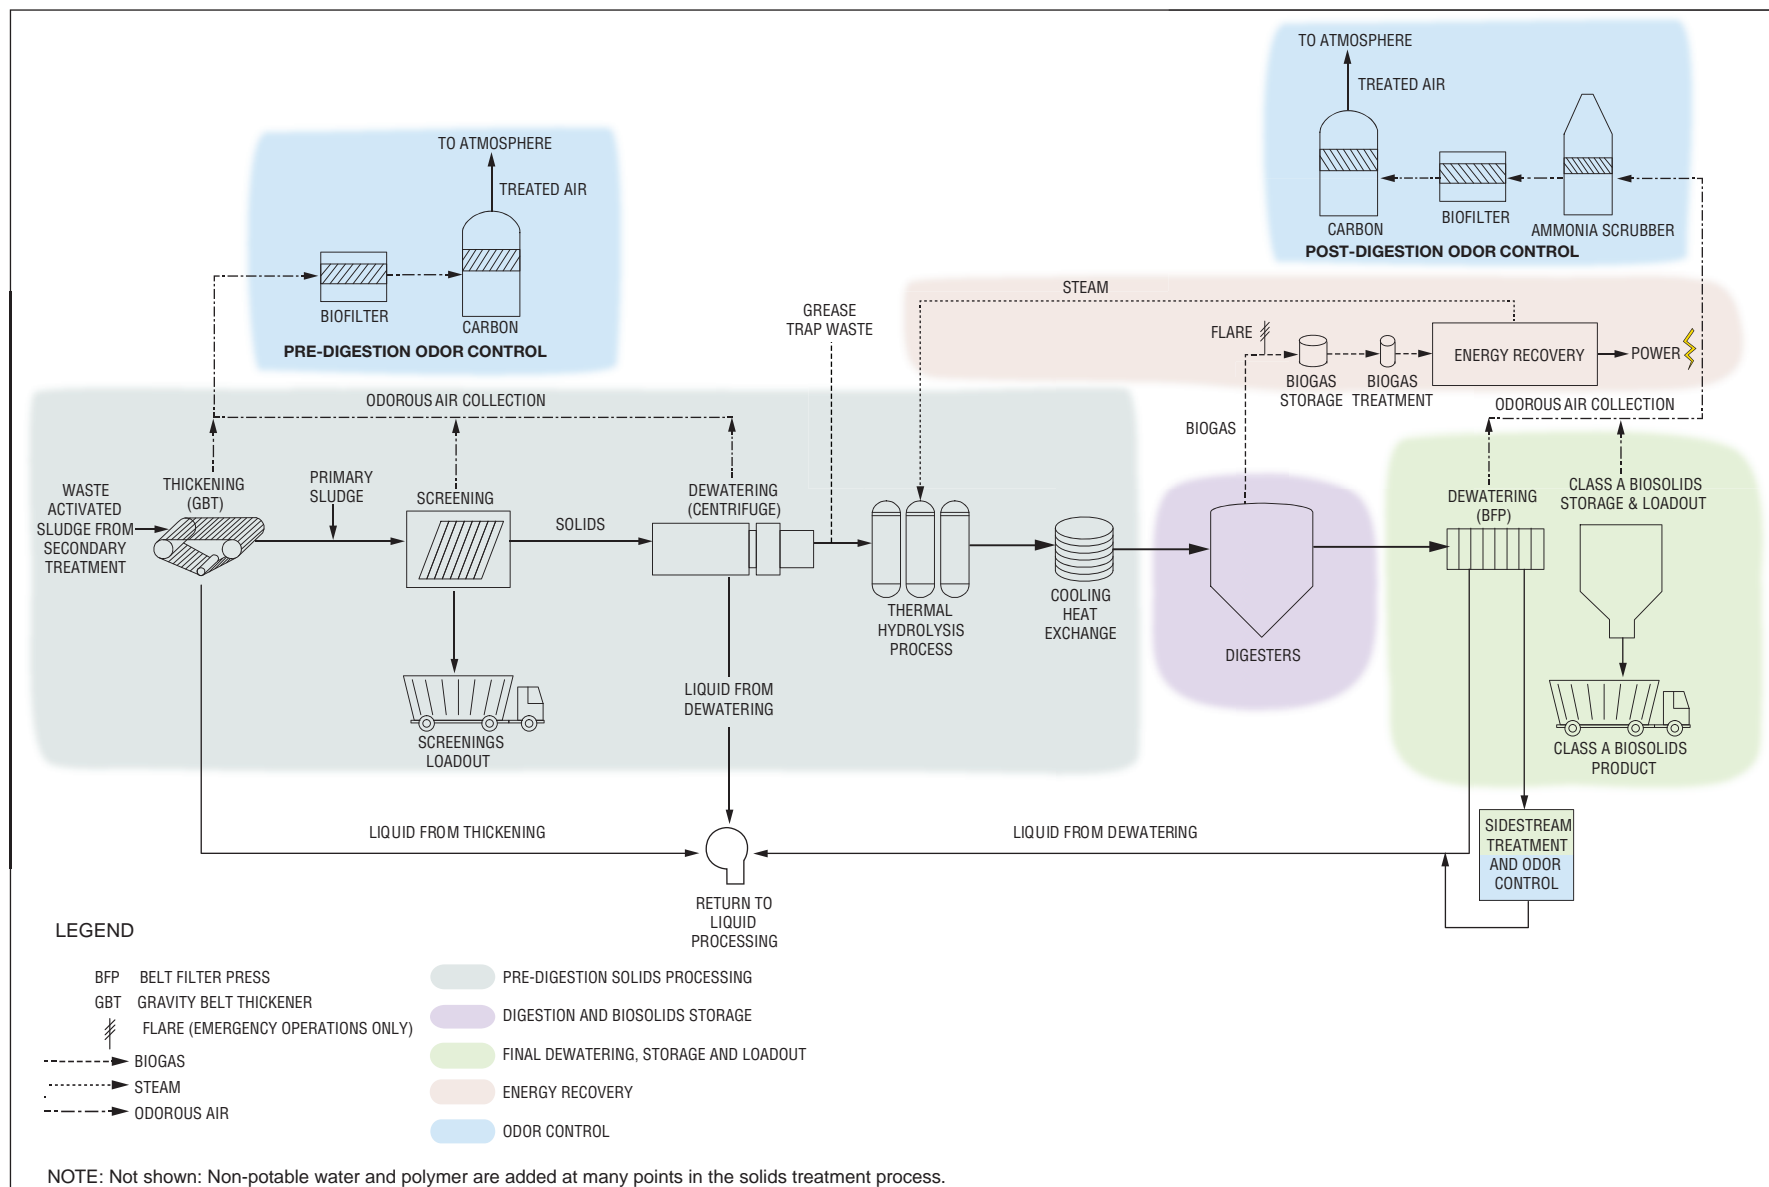 TO ATMOSPHERE
TREATED AIR
CARBON
BIOFILTER
AMMONIA SCRUBBER
POST-DIGESTION ODOR CONTROL
TO ATMOSPHERE
TREATED AIR
BIOFILTER
CARBON
PRE-DIGESTION ODOR CONTROL
GREASE
TRAP WASTE
STEAM
FLARE
BIOGAS
STORAGE
BIOGAS
TREATMENT
ENERGY RECOVERY
POWER
BIOGAS
ODOROUS AIR COLLECTION
ODOROUS AIR COLLECTION
WASTE
ACTIVATED
SLUDGE FROM
SECONDARY
TREATMENT
THICKENING
(GBT)
PRIMARY
SLUDGE
SCREENING
SOLIDS
DEWATERING
(CENTRIFUGE)
THERMAL
HYDROLYSIS
PROCESS
COOLING
HEAT
EXCHANGE
DIGESTERS
DEWATERING
(BFP)
CLASS A BIOSOLIDS
STORAGE & LOADOUT
SCREENINGS
LOADOUT
LIQUID FROM
DEWATERING
CLASS A BIOSOLIDS
PRODUCT
LIQUID FROM THICKENING
LIQUID FROM DEWATERING
SIDESTREAM
TREATMENT
AND ODOR
CONTROL
RETURN TO
LIQUID
PROCESSING
LEGEND
BFP BELT FILTER PRESS
GBT GRAVITY BELT THICKENER
FLARE (EMERGENCY OPERATIONS ONLY)
BIOGAS
STEAM
ODOROUS AIR
PRE-DIGESTION SOLIDS PROCESSING
DIGESTION AND BIOSOLIDS STORAGE
FINAL DEWATERING, STORAGE AND LOADOUT
ENERGY RECOVERY
ODOR CONTROL
NOTE: Not shown: Non-potable water and polymer are added at many points in the solids treatment process.